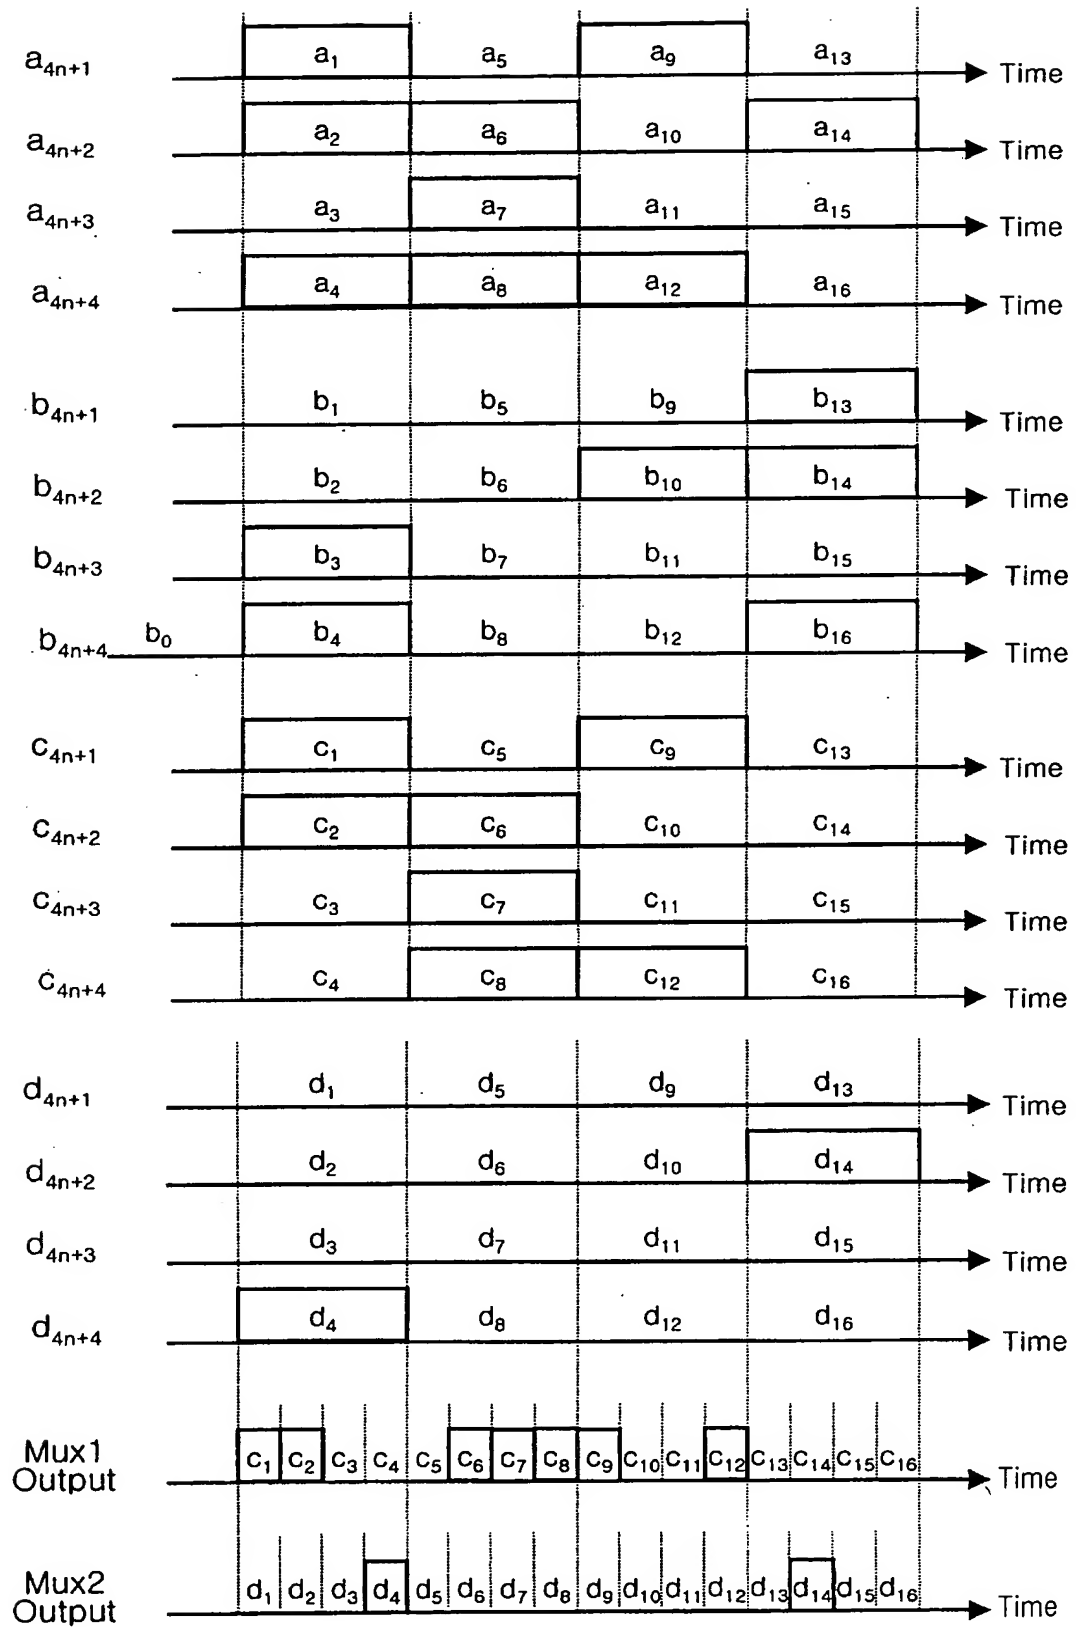 a4n+1 a1 a5 a9 a13 Time
a4n+2 a2 a6 a10 a14 Time
a4n+3 a3 a7 a11 a15 Time
a4n+4 a4 a8 a12 a16 Time
b4n+1 b1 b5 b9 b13 Time
b4n+2 b2 b6 b10 b14 Time
b4n+3 b3 b7 b11 b15 Time
b4n+4 b0 b4 b8 b12 b16 Time
c4n+1 c1 c5 c9 c13 Time
c4n+2 c2 c6 c10 c14 Time
c4n+3 c3 c7 c11 c15 Time
c4n+4 c4 c8 c12 c16 Time
d4n+1 d1 d5 d9 d13 Time
d4n+2 d2 d6 d10 d14 Time
d4n+3 d3 d7 d11 d15 Time
d4n+4 d4 d8 d12 d16 Time
Mux1
Output c1 c2 c3 c4 c5 c6 c7 c8 c9 c10 c11 c12 c13 c14 c15 c16 Time
Mux2
Output d1 d2 d3 d4 d5 d6 d7 d8 d9 d10 d11 d12 d13 d14 d15 d16 Time